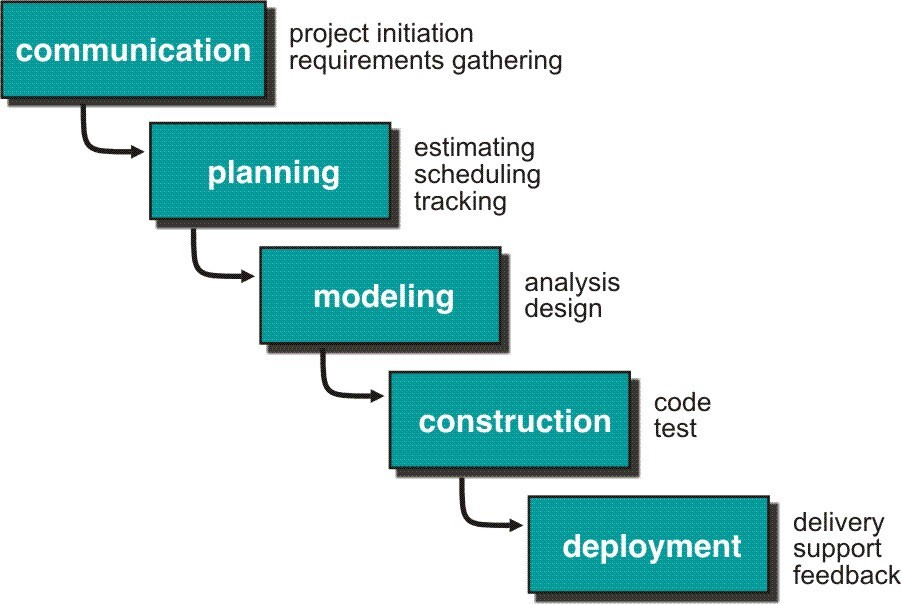 communication
project initiation
requirements gathering
planning
estimating
scheduling
tracking
modeling
analysis
design
construction
code
test
deployment
delivery
support
feedback